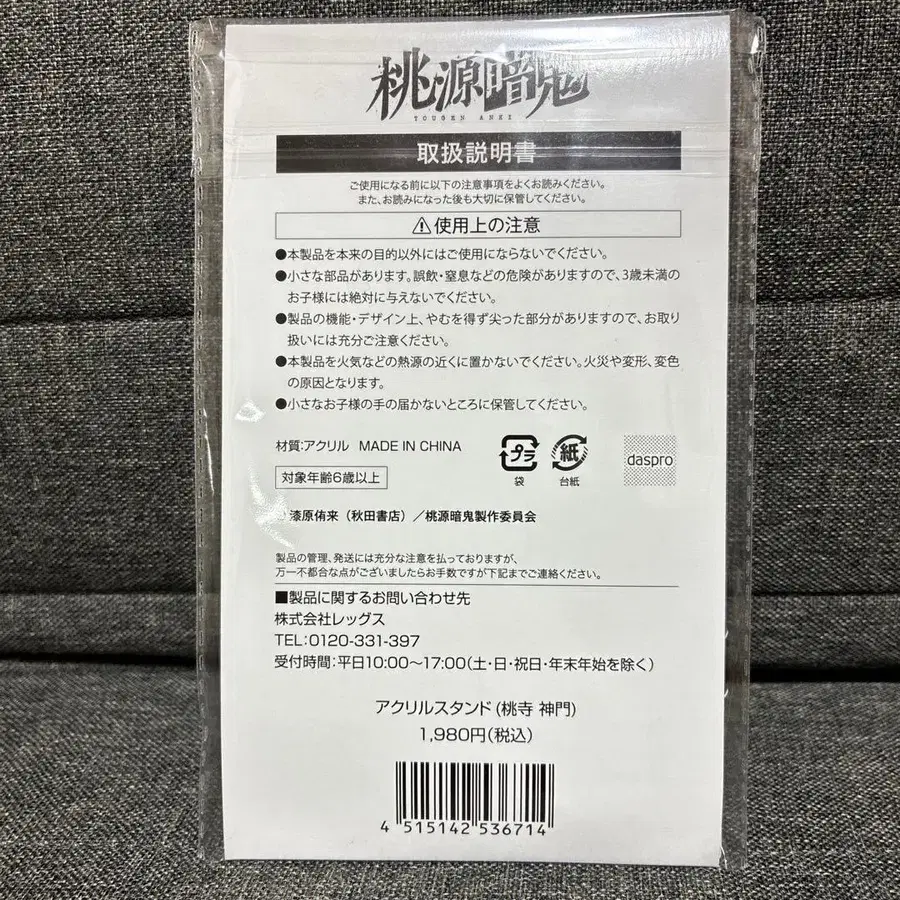 桃源暗鬼
TOUGEN ANKI
取扱説明書
ご使用になる前に以下の注意事項をよくお読みください。
また、お読みになった後も大切に保管してください。
⚠使用上の注意
●本製品を本来の目的以外にはご使用にならないでください。
●小さな部品があります。誤飲・窒息などの危険がありますので、3歳未満の
お子様には絶対に与えないでください。
●製品の機能・デザイン上、やむを得ず尖った部分がありますので、お取り
扱いには充分ご注意ください。
●本製品を火気などの熱源の近くに置かないでください。火災や変形、変色
の原因となります。
●小さなお子様の手の届かないところに保管してください。
材質:アクリル MADE IN CHINA
プラ
袋
紙
台紙
daspro
対象年齢6歳以上
漆原侑来（秋田書店）／桃源暗鬼製作委員会
製品の管理、発送には充分な注意を払っておりますが、
万一不都合な点がございましたらお手数ですが下記までご連絡ください。
■製品に関するお問い合わせ先
株式会社レッグス
TEL:0120-331-397
受付時間:平日10:00～17:00(土・日・祝日・年末年始を除く)
アクリルスタンド(桃寺 神門)
1,980円(税込)
4 515142 536714